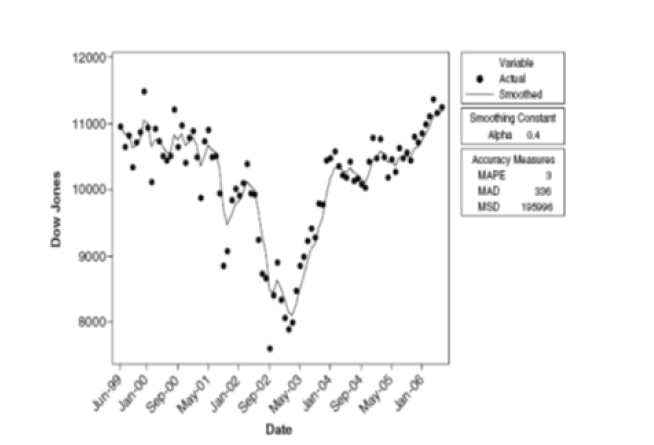 12000
11000
10000
9000
8000
Dow Jones
Jun-99
Jan-00
Sep-00
May-01
Jan-02
Sep-02
May-03
Jan-04
Sep-04
May-05
Jan-06
Date
Variable
Actual
Smoothed
Smoothing Constant
Alpha 0.4
Accuracy Measures
MAPE 3
MAD 336
MSD